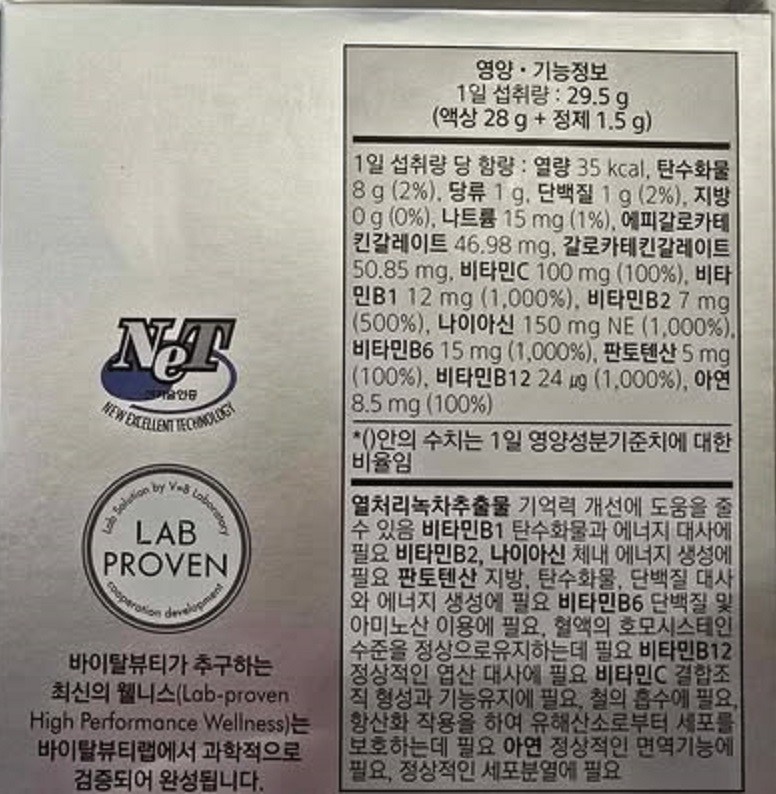 영양・기능정보
1일 섭취량 : 29.5 g
(액상 28 g + 정제 1.5 g)
1일 섭취량 당 함량 : 열량 35 kcal, 탄수화물
8 g (2%), 당류 1 g, 단백질 1 g (2%), 지방
0 g (0%), 나트륨 15 mg (1%), 에피갈로카테
킨갈레이트 46.98 mg, 갈로카테킨갈레이트
50.85 mg, 비타민C 100 mg (100%), 비타
민B1 12 mg (1,000%), 비타민B2 7 mg
(500%), 나이아신 150 mg NE (1,000%),
비타민B6 15 mg (1,000%), 판토텐산 5 mg
(100%), 비타민B12 24 μg (1,000%), 아연
8.5 mg (100%)
*()안의 수치는 1일 영양성분기준치에 대한
비율임
열처리녹차추출물 기억력 개선에 도움을 줄
수 있음 비타민B1 탄수화물과 에너지 대사에
필요 비타민B2, 나이아신 체내 에너지 생성에
필요 판토텐산 지방, 탄수화물, 단백질 대사
와 에너지 생성에 필요 비타민B6 단백질 및
아미노산 이용에 필요, 혈액의 호모시스테인
수준을 정상으로유지하는데 필요 비타민B12
정상적인 엽산 대사에 필요 비타민C 결합조
직 형성과 기능유지에 필요, 철의 흡수에 필요,
항산화 작용을 하여 유해산소로부터 세포를
보호하는데 필요 아연 정상적인 면역기능에
필요, 정상적인 세포분열에 필요
NeT
신기술인증
NEW EXCELLENT TECHNOLOGY
Lab Solution by V=B Laboratory
LAB
PROVEN
cooperation development
바이탈뷰티가 추구하는
최신의 웰니스(Lab-proven
High Performance Wellness)는
바이탈뷰티랩에서 과학적으로
검증되어 완성됩니다.